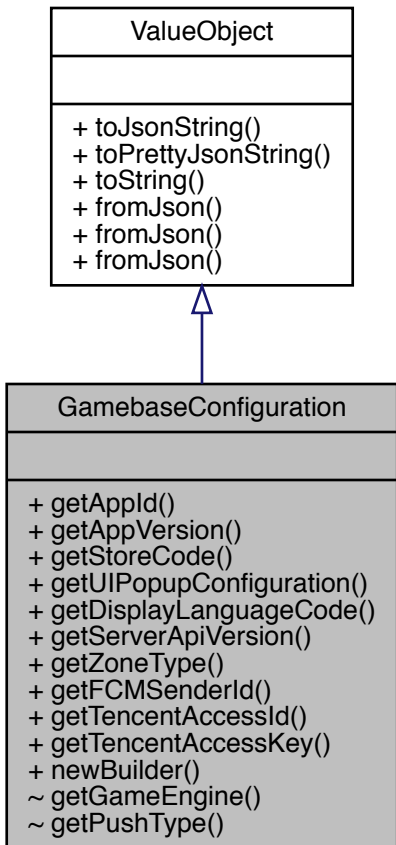 ValueObject
+ toJsonString()
+ toPrettyJsonString()
+ toString()
+ fromJson()
+ fromJson()
+ fromJson()
GamebaseConfiguration
+ getAppId()
+ getAppVersion()
+ getStoreCode()
+ getUIPopupConfiguration()
+ getDisplayLanguageCode()
+ getServerApiVersion()
+ getZoneType()
+ getFCMSenderId()
+ getTencentAccessId()
+ getTencentAccessKey()
+ newBuilder()
~ getGameEngine()
~ getPushType()